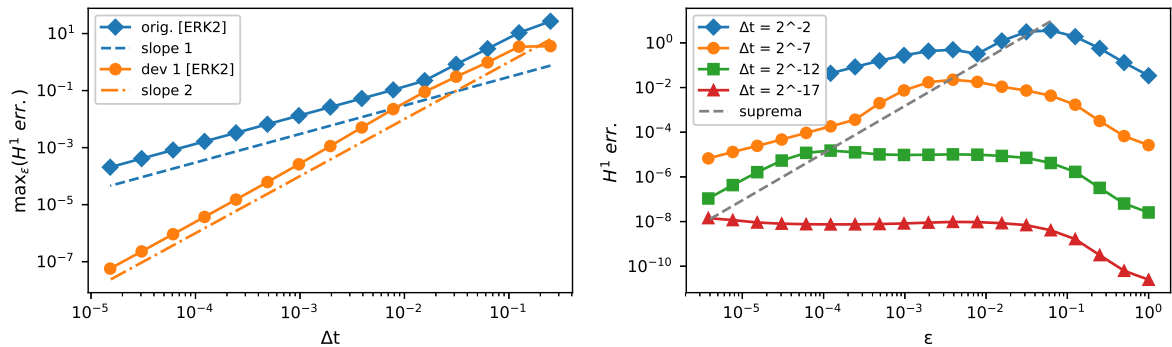 10^1
10^-1
10^-3
10^-5
10^-7
max_ε(H^1 err.)
orig. [ERK2]
slope 1
dev 1 [ERK2]
slope 2
10^-5
10^-4
10^-3
10^-2
10^-1
Δt
10^0
10^-2
10^-4
10^-6
10^-8
10^-10
H^1 err.
Δt = 2^-2
Δt = 2^-7
Δt = 2^-12
Δt = 2^-17
suprema
10^-5
10^-4
10^-3
10^-2
10^-1
10^0
ε